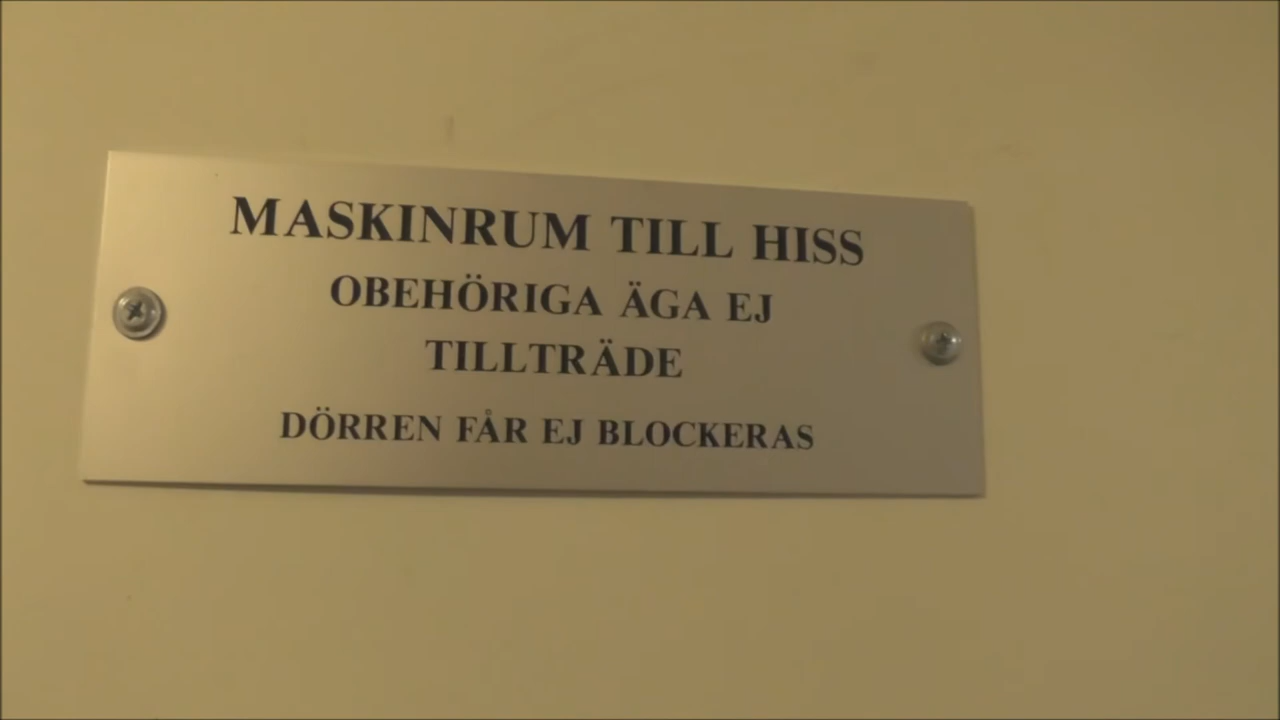 MASKINRUM TILL HISS
OBEHÖRIGA ÄGA EJ
TILLTRÄDE
DÖRREN FÅR EJ BLOCKERAS